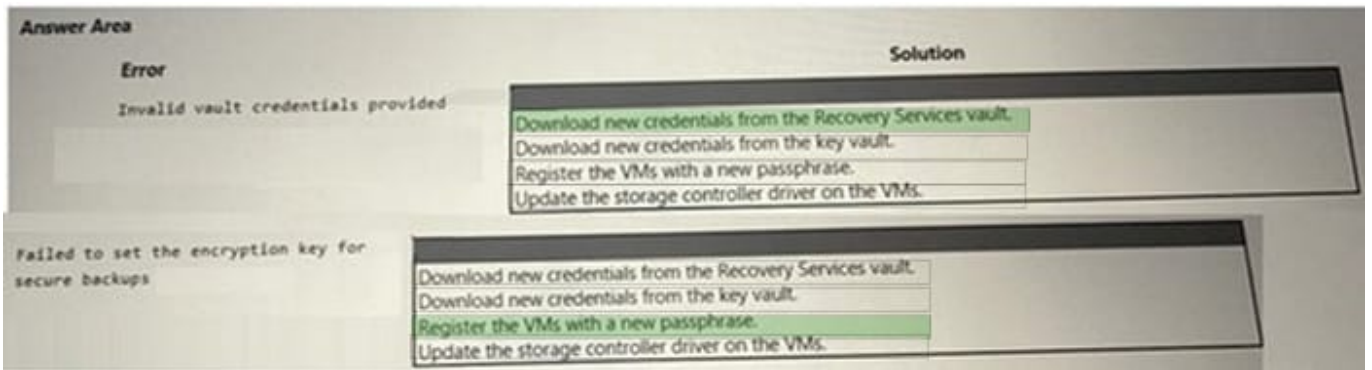 Answer Area
Error
Solution
Invalid vault credentials provided
Download new credentials from the Recovery Services vault.
Download new credentials from the key vault.
Register the VMs with a new passphrase.
Update the storage controller driver on the VMs.
Failed to set the encryption key for
secure backups
Download new credentials from the Recovery Services vault.
Download new credentials from the key vault.
Register the VMs with a new passphrase.
Update the storage controller driver on the VMs.